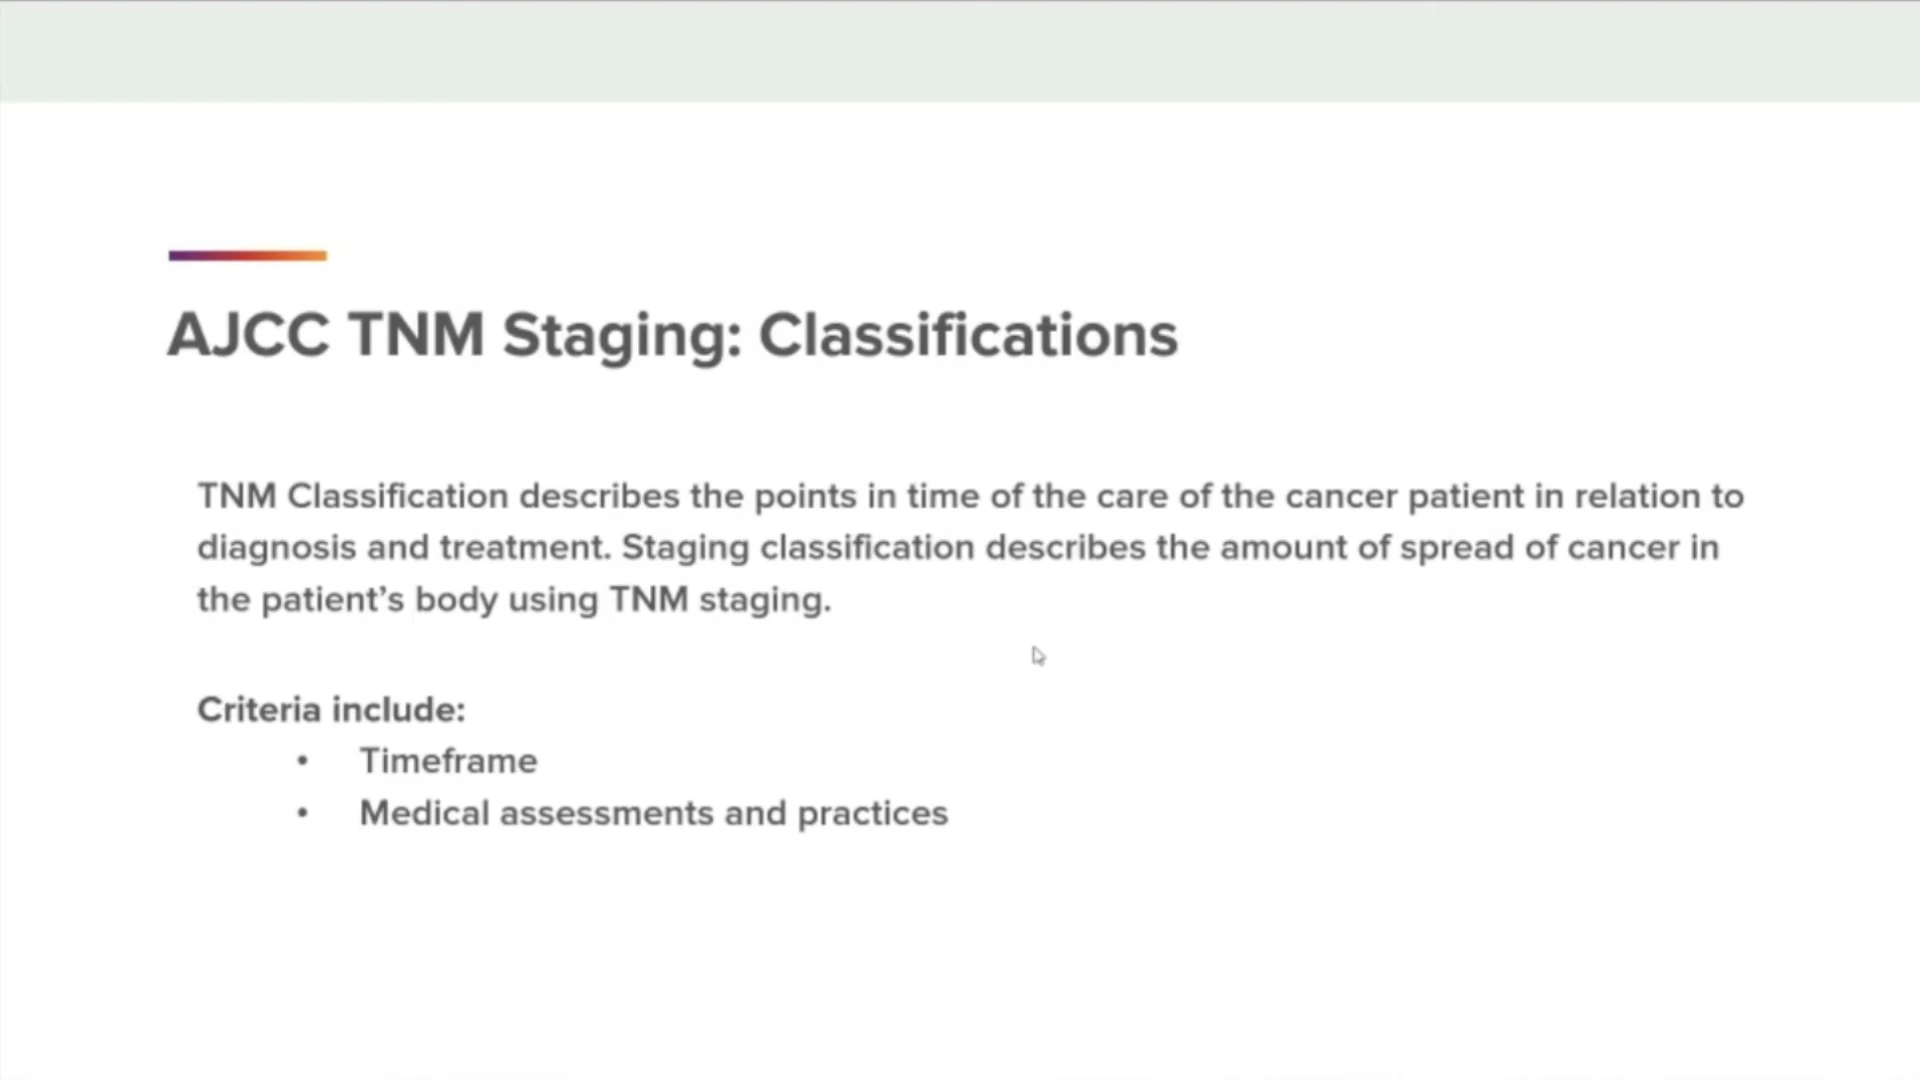 AJCC TNM Staging: Classifications
TNM Classification describes the points in time of the care of the cancer patient in relation to
diagnosis and treatment. Staging classification describes the amount of spread of cancer in
the patient’s body using TNM staging.
Criteria include:
• Timeframe
• Medical assessments and practices